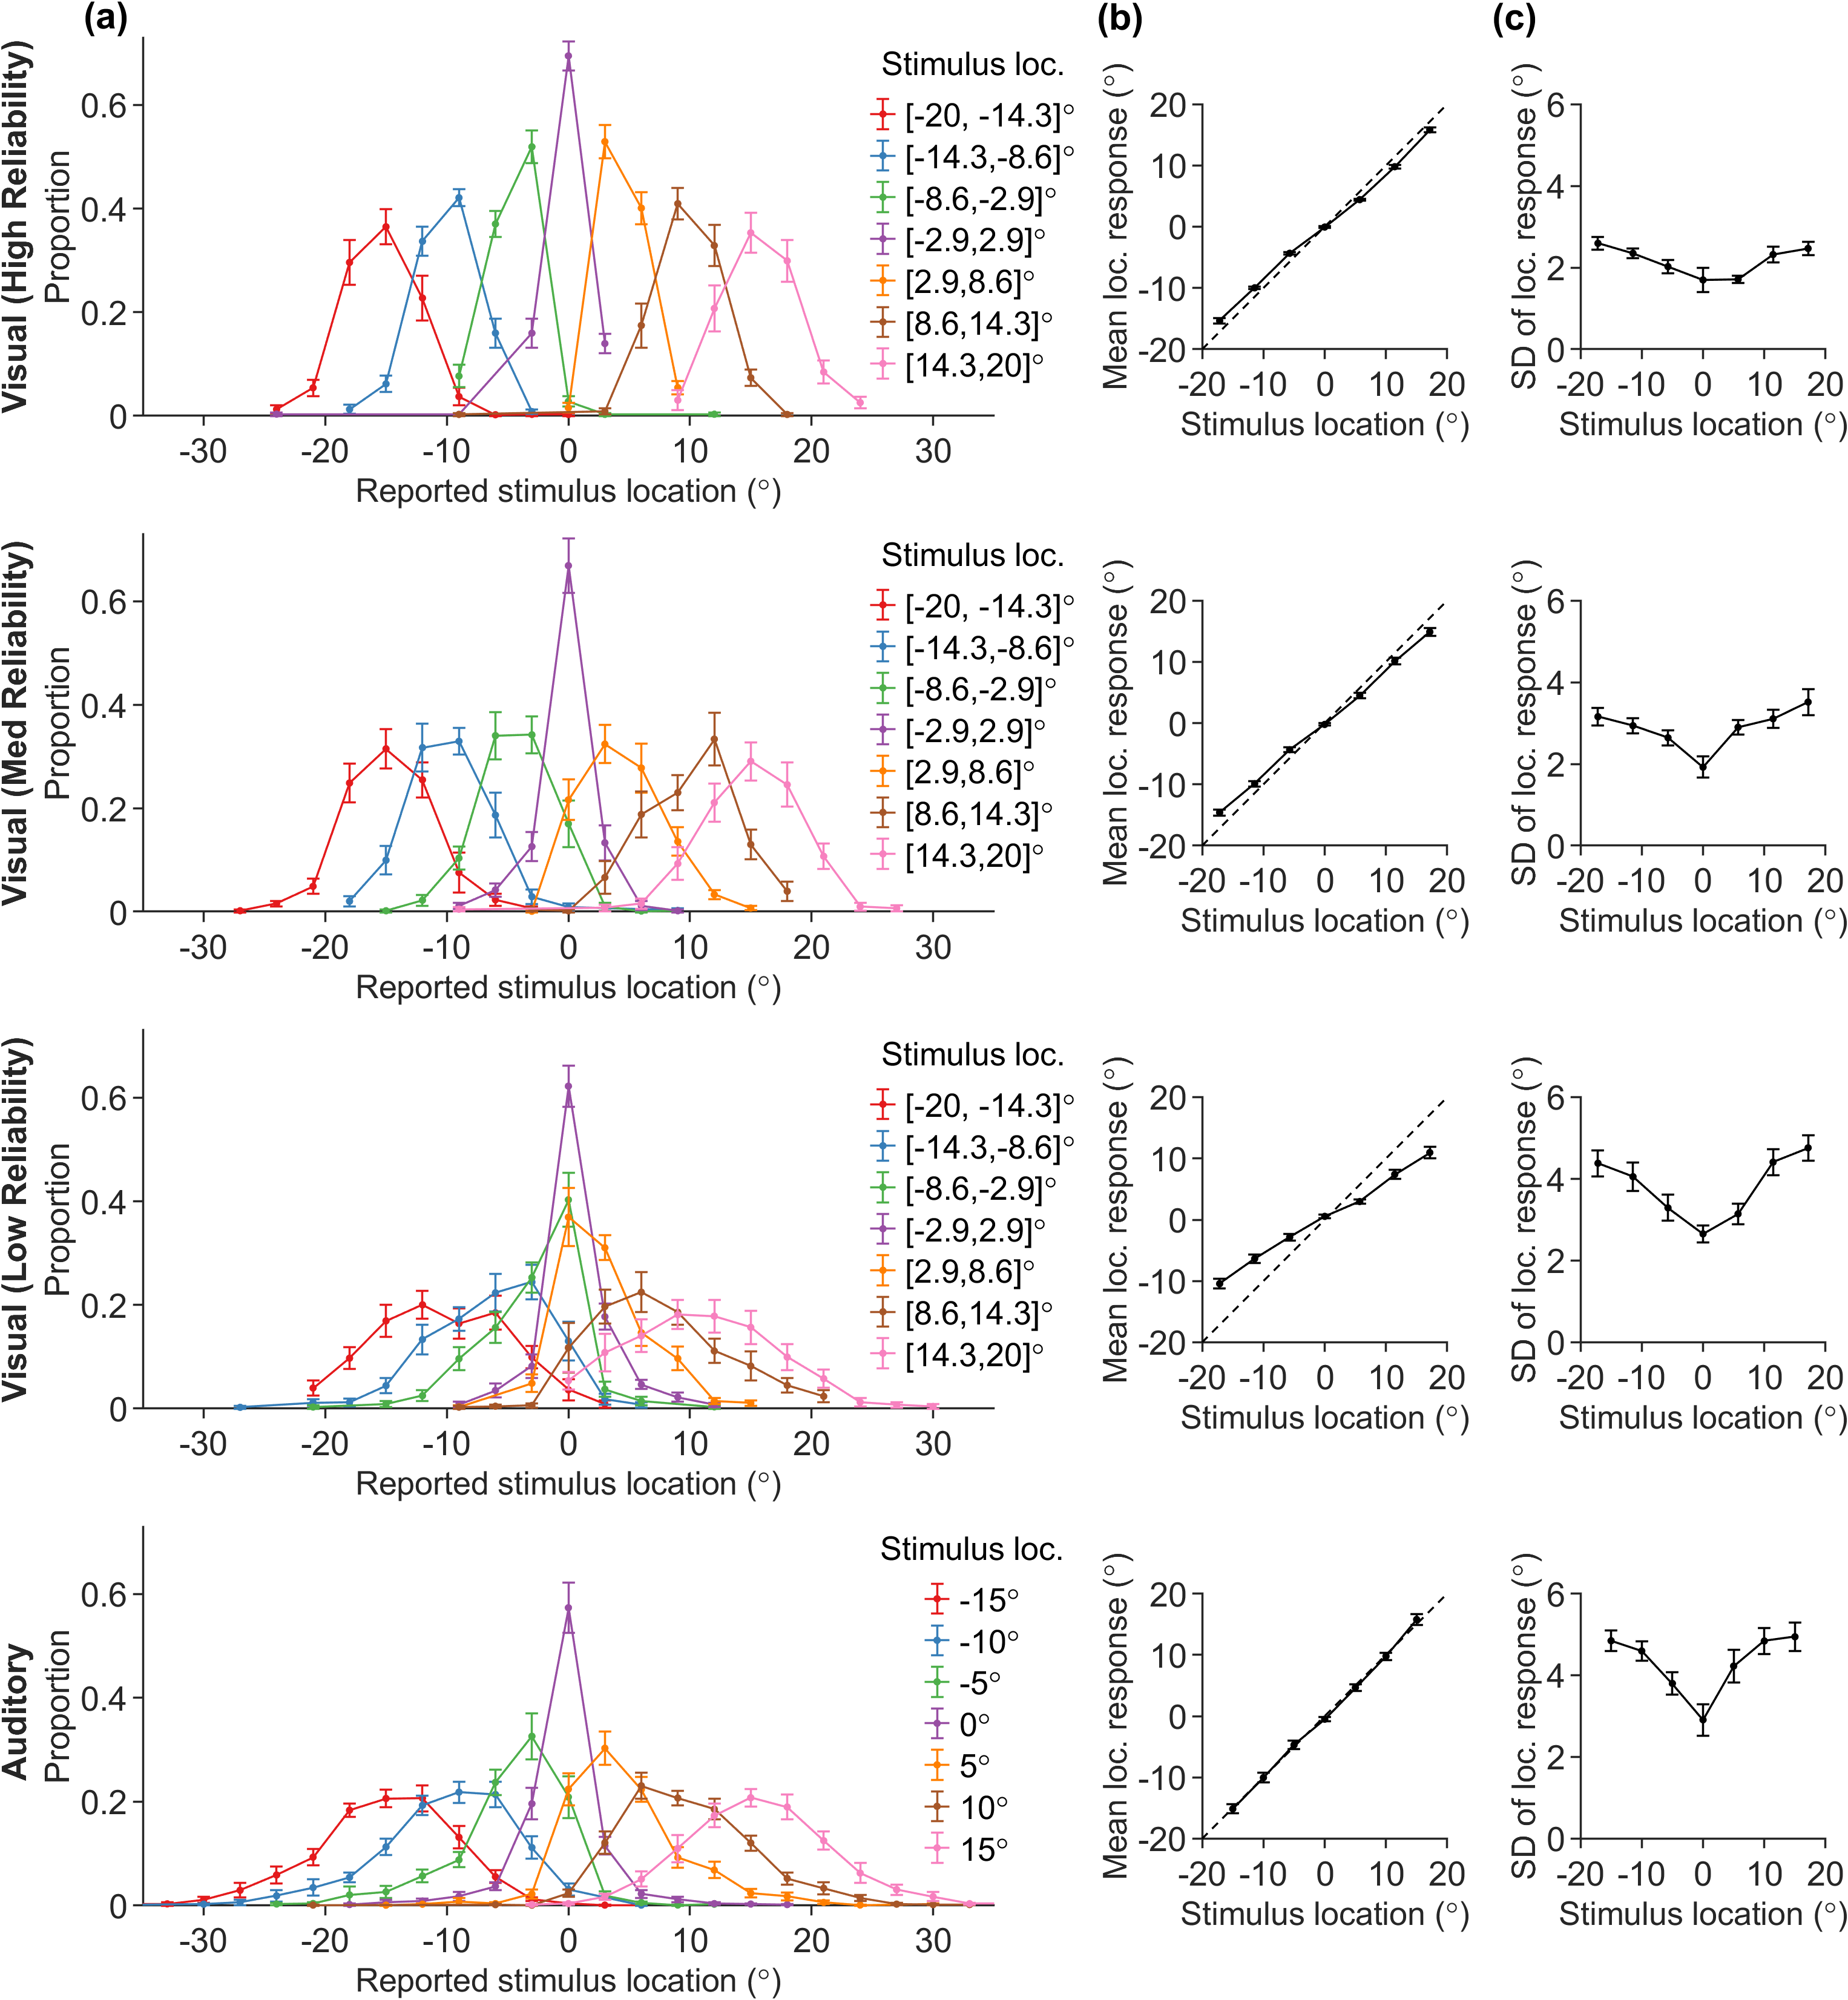 (a)
(b)
(c)
Visual (High Reliability)
Proportion
0.6
0.4
0.2
0
-30 -20 -10 0 10 20 30
Reported stimulus location (°)
Stimulus loc.
[-20, -14.3]°
[-14.3,-8.6]°
[-8.6,-2.9]°
[-2.9,2.9]°
[2.9,8.6]°
[8.6,14.3]°
[14.3,20]°
Mean loc. response (°)
20
10
0
-10
-20
-20 -10 0 10 20
Stimulus location (°)
SD of loc. response (°)
6
4
2
0
-20 -10 0 10 20
Stimulus location (°)
Visual (Med Reliability)
Proportion
0.6
0.4
0.2
0
-30 -20 -10 0 10 20 30
Reported stimulus location (°)
Stimulus loc.
[-20, -14.3]°
[-14.3,-8.6]°
[-8.6,-2.9]°
[-2.9,2.9]°
[2.9,8.6]°
[8.6,14.3]°
[14.3,20]°
Mean loc. response (°)
20
10
0
-10
-20
-20 -10 0 10 20
Stimulus location (°)
SD of loc. response (°)
6
4
2
0
-20 -10 0 10 20
Stimulus location (°)
Visual (Low Reliability)
Proportion
0.6
0.4
0.2
0
-30 -20 -10 0 10 20 30
Reported stimulus location (°)
Stimulus loc.
[-20, -14.3]°
[-14.3,-8.6]°
[-8.6,-2.9]°
[-2.9,2.9]°
[2.9,8.6]°
[8.6,14.3]°
[14.3,20]°
Mean loc. response (°)
20
10
0
-10
-20
-20 -10 0 10 20
Stimulus location (°)
SD of loc. response (°)
6
4
2
0
-20 -10 0 10 20
Stimulus location (°)
Auditory
Proportion
0.6
0.4
0.2
0
-30 -20 -10 0 10 20 30
Reported stimulus location (°)
Stimulus loc.
-15°
-10°
-5°
0°
5°
10°
15°
Mean loc. response (°)
20
10
0
-10
-20
-20 -10 0 10 20
Stimulus location (°)
SD of loc. response (°)
6
4
2
0
-20 -10 0 10 20
Stimulus location (°)